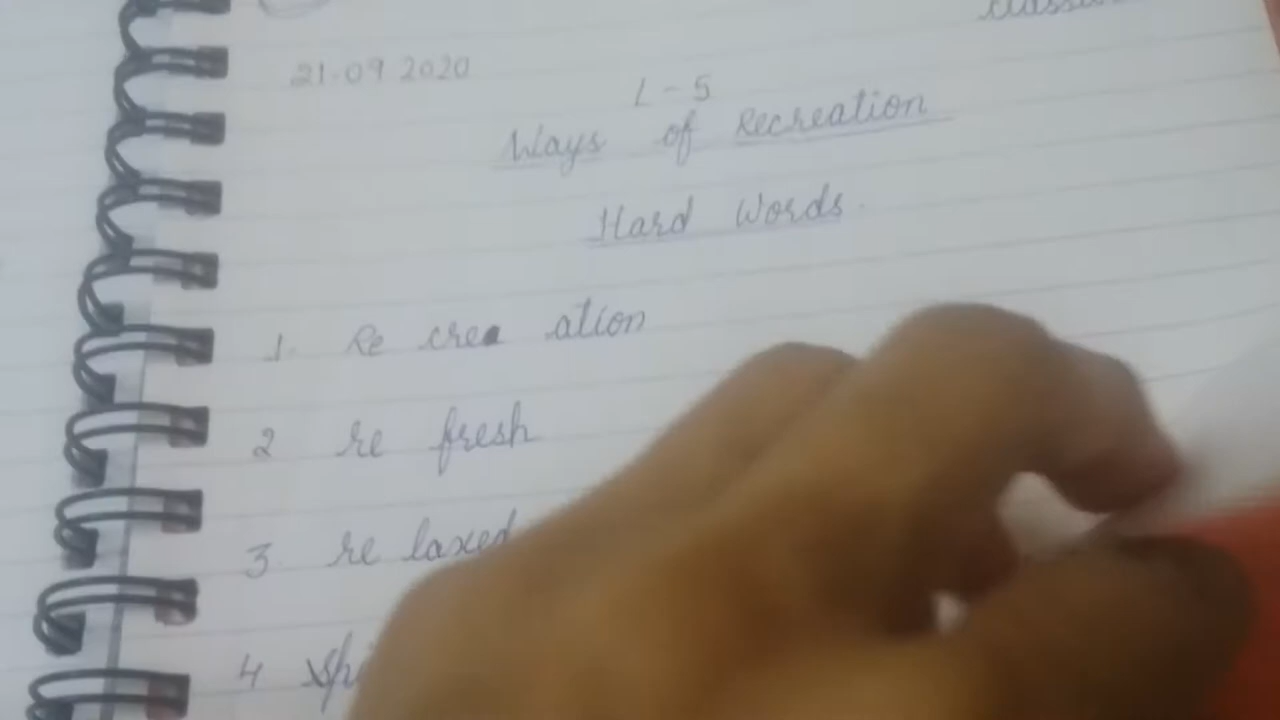 21.09 2020
L-5
Ways of Recreation
Hard Words.
1. Re crea ation
2 re fresh
3. re laxed
4